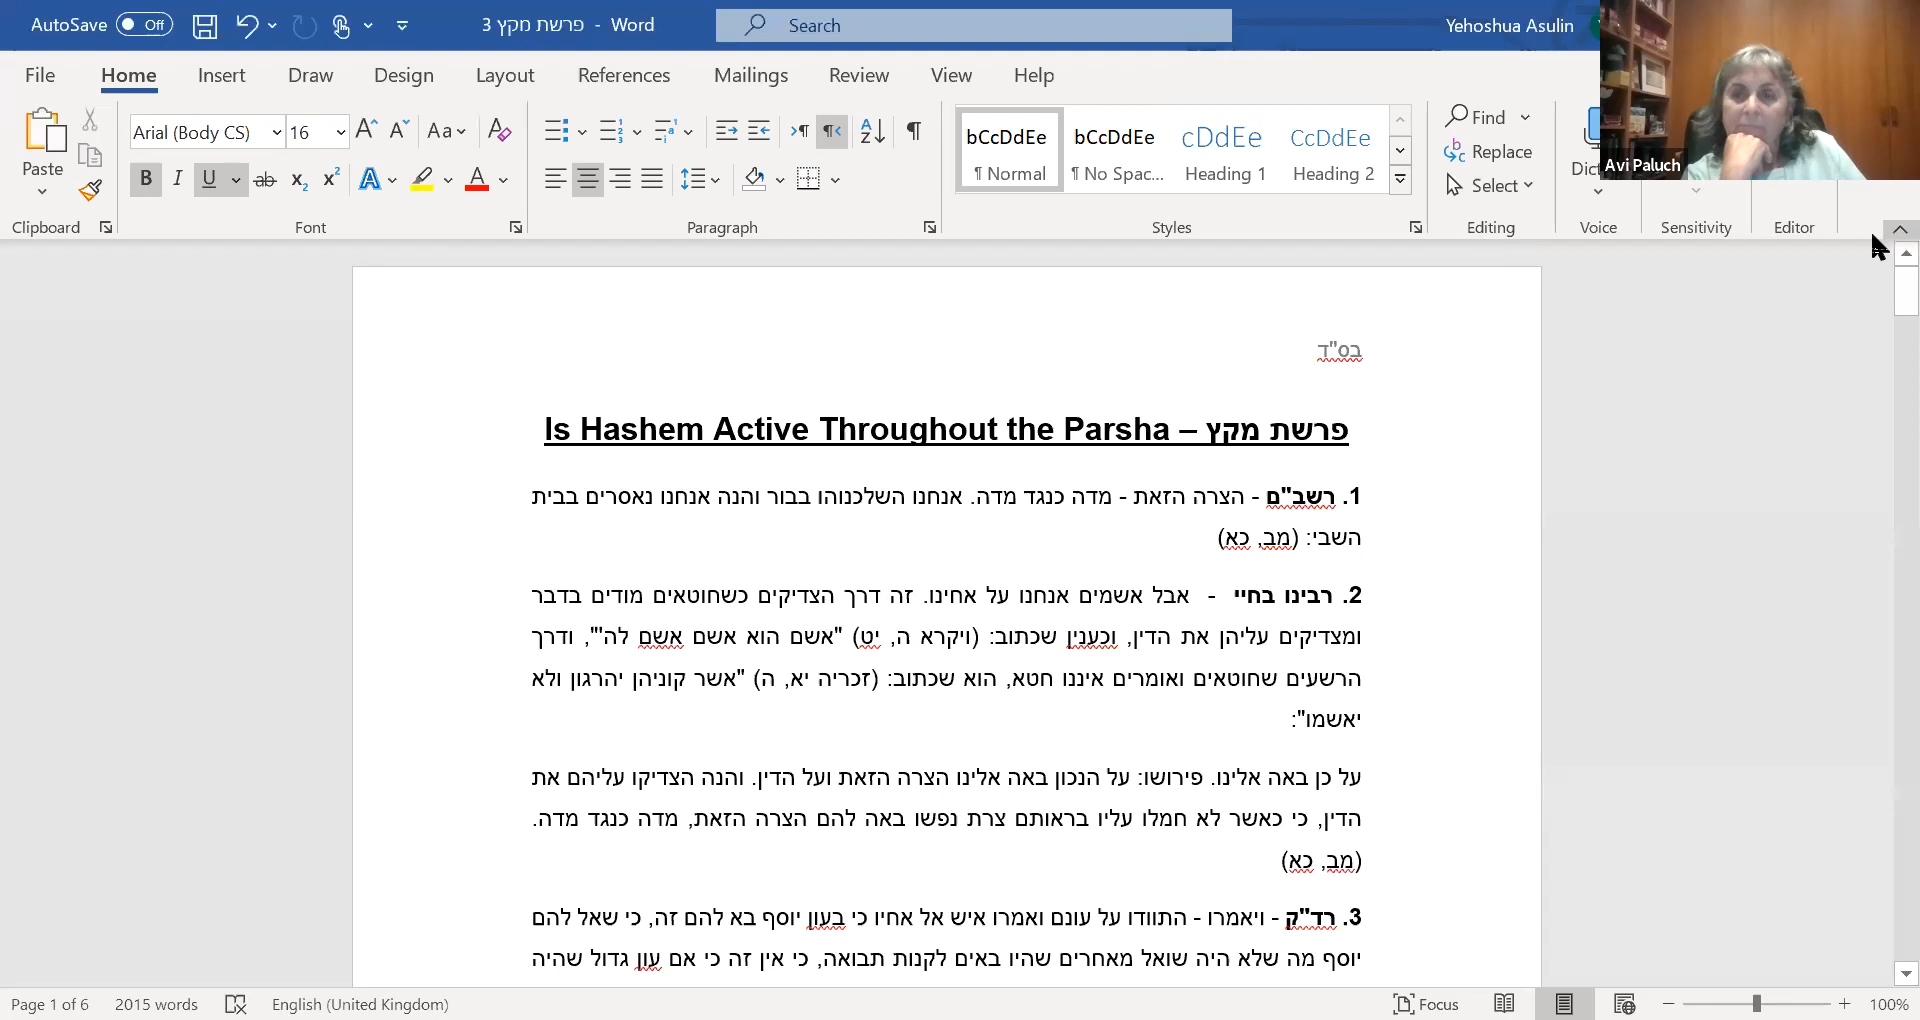 AutoSave Off פרשת מקץ 3 - Word Search Yehoshua Asulin
File Home Insert Draw Design Layout References Mailings Review View Help
Arial (Body CS) 16 Aa bCcDdEe bCcDdEe cDdEe CcDdEe Find
Paste B I U ab x₂ x² A A ¶ Normal ¶ No Spac... Heading 1 Heading 2 Replace
Select Dict
Avi Paluch
Clipboard Font Paragraph Styles Editing Voice Sensitivity Editor
בס"ד
Is Hashem Active Throughout the Parsha – פרשת מקץ
1. רשב"ם - הצרה הזאת - מדה כנגד מדה. אנחנו השלכנוהו בבור והנה אנחנו נאסרים בבית
השבי: (מב, כא)
2. רבינו בחיי - אבל אשמים אנחנו על אחינו. זה דרך הצדיקים כשחוטאים מודים בדבר
ומצדיקים עליהן את הדין, וכענין שכתוב: (ויקרא ה, יט) "אשם הוא אשם אשם לה'", ודרך
הרשעים שחוטאים ואומרים איננו חטא, הוא שכתוב: (זכריה יא, ה) "אשר קוניהן יהרגון ולא
יאשמו":
על כן באה אלינו. פירושו: על הנכון באה אלינו הצרה הזאת ועל הדין. והנה הצדיקו עליהם את
הדין, כי כאשר לא חמלו עליו בראותם צרת נפשו באה להם הצרה הזאת, מדה כנגד מדה.
(מב, כא)
3. רד"ק - ויאמרו - התוודו על עונם ואמרו איש אל אחיו כי בעון יוסף בא להם זה, כי שאל להם
יוסף מה שלא היה שואל מאחרים שהיו באים לקנות תבואה, כי אין זה כי אם עון גדול שהיה
Page 1 of 6 2015 words English (United Kingdom) Focus 100%